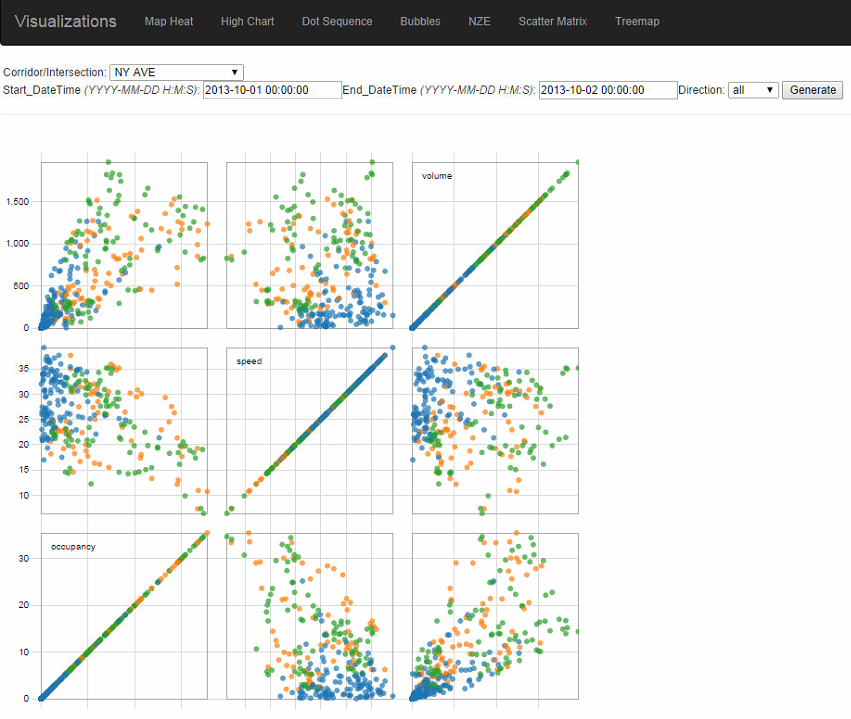 Visualizations Map Heat High Chart Dot Sequence Bubbles NZE Scatter Matrix Treemap
Corridor/Intersection: NY AVE
Start_DateTime (YYYY-MM-DD H:M:S): 2013-10-01 00:00:00 End_DateTime (YYYY-MM-DD H:M:S): 2013-10-02 00:00:00 Direction: all Generate
volume
1,500
1,000
500
0
speed
35
30
25
20
15
10
occupancy
30
20
10
0